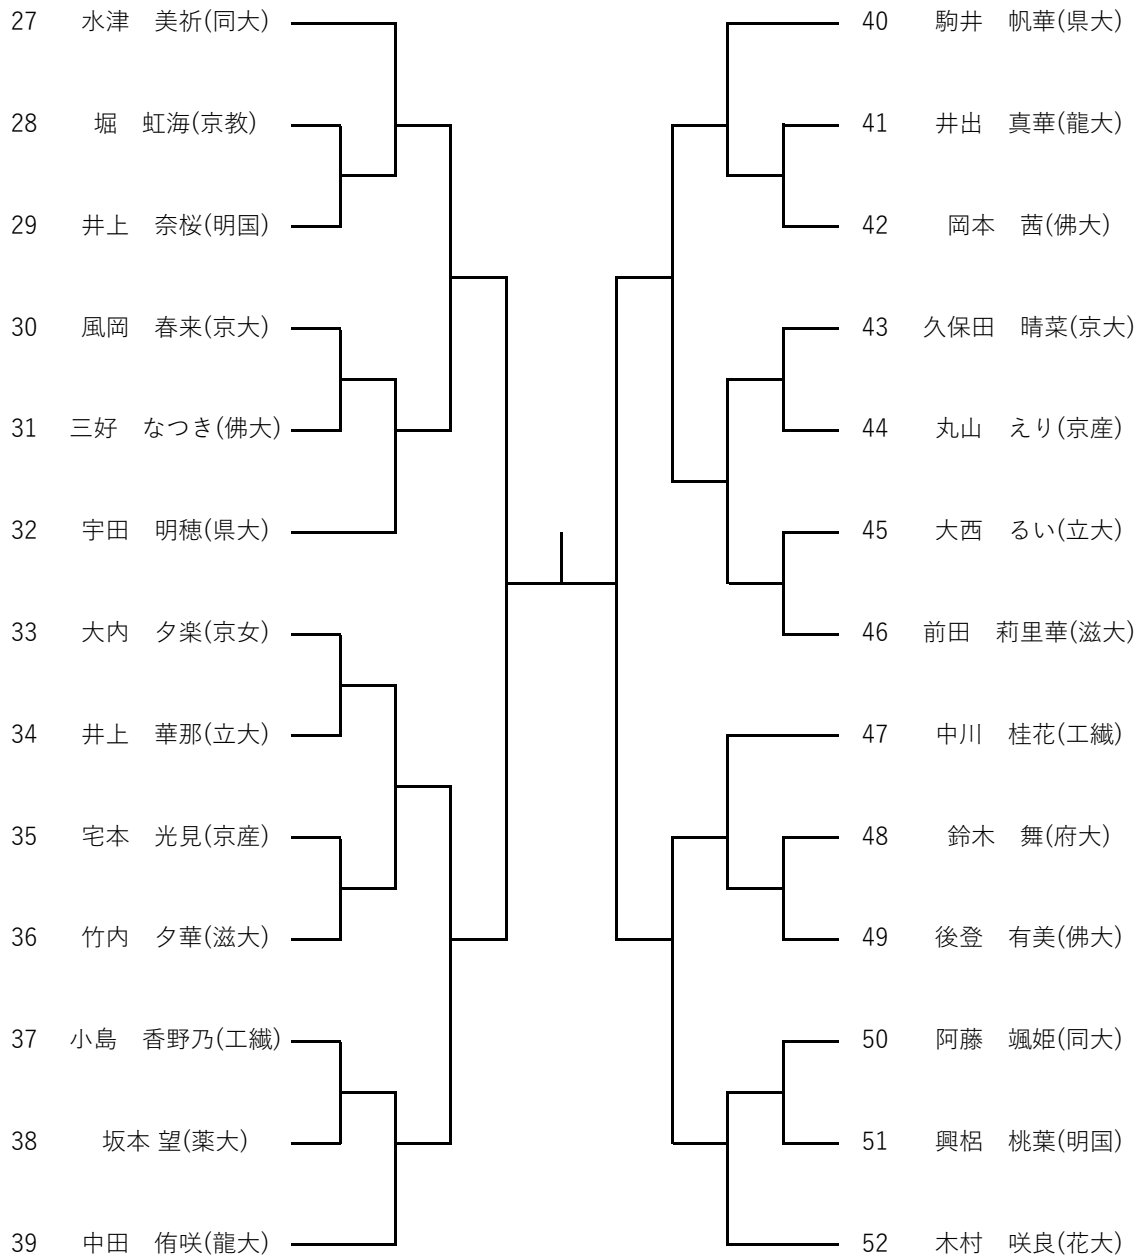 27 水津　美祈(同大)
28 堀　虹海(京教)
29 井上　奈桜(明国)
30 風岡　春来(京大)
31 三好　なつき(佛大)
32 宇田　明穂(県大)
33 大内　夕楽(京女)
34 井上　華那(立大)
35 宅本　光見(京産)
36 竹内　夕華(滋大)
37 小島　香野乃(工繊)
38 坂本 望(薬大)
39 中田　侑咲(龍大)
40 駒井　帆華(県大)
41 井出　真華(龍大)
42 岡本　茜(佛大)
43 久保田　晴菜(京大)
44 丸山　えり(京産)
45 大西　るい(立大)
46 前田　莉里華(滋大)
47 中川　桂花(工繊)
48 鈴木　舞(府大)
49 後登　有美(佛大)
50 阿藤　颯姫(同大)
51 興梠　桃葉(明国)
52 木村　咲良(花大)